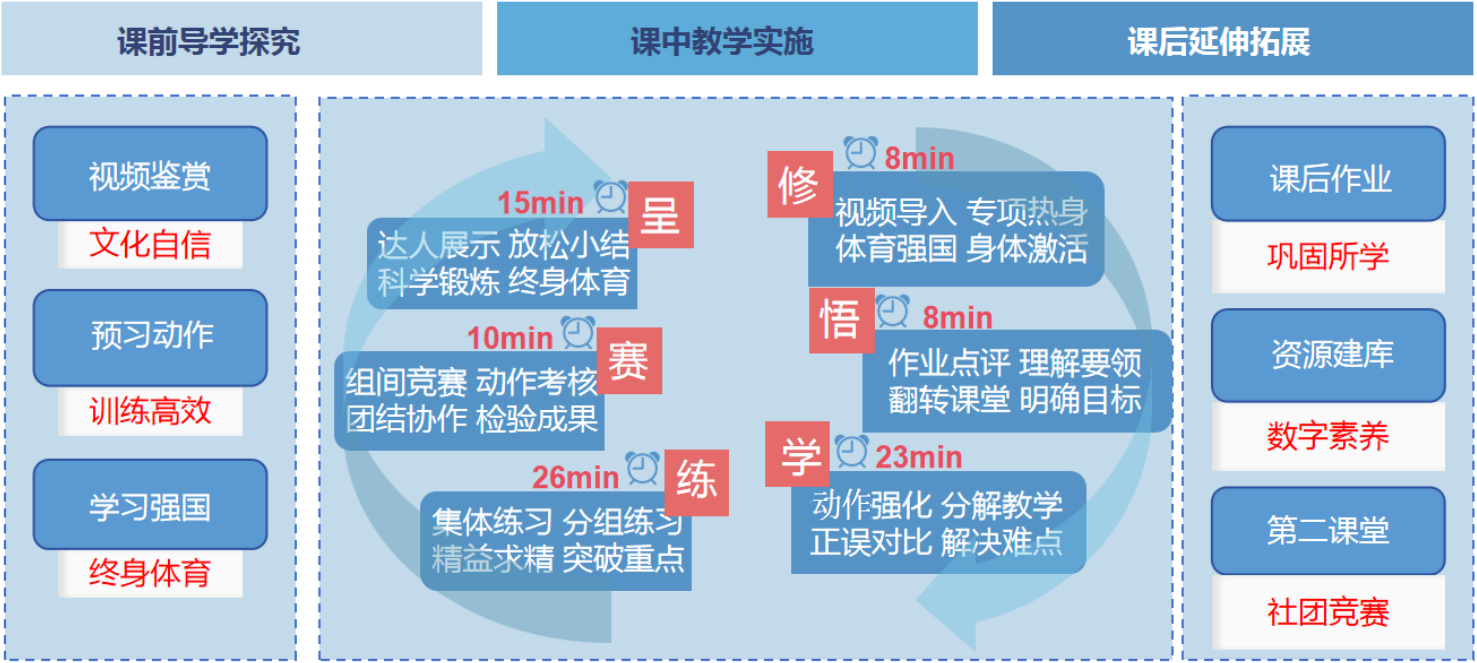 课前导学探究
课中教学实施
课后延伸拓展
视频鉴赏
文化自信
预习动作
训练高效
学习强国
终身体育
修
8min
视频导入 专项热身
体育强国 身体激活
悟
8min
作业点评 理解要领
翻转课堂 明确目标
学
23min
动作强化 分解教学
正误对比 解决难点
26min
练
集体练习 分组练习
精益求精 突破重点
10min
赛
组间竞赛 动作考核
团结协作 检验成果
15min
呈
达人展示 放松小结
科学锻炼 终身体育
课后作业
巩固所学
资源建库
数字素养
第二课堂
社团竞赛